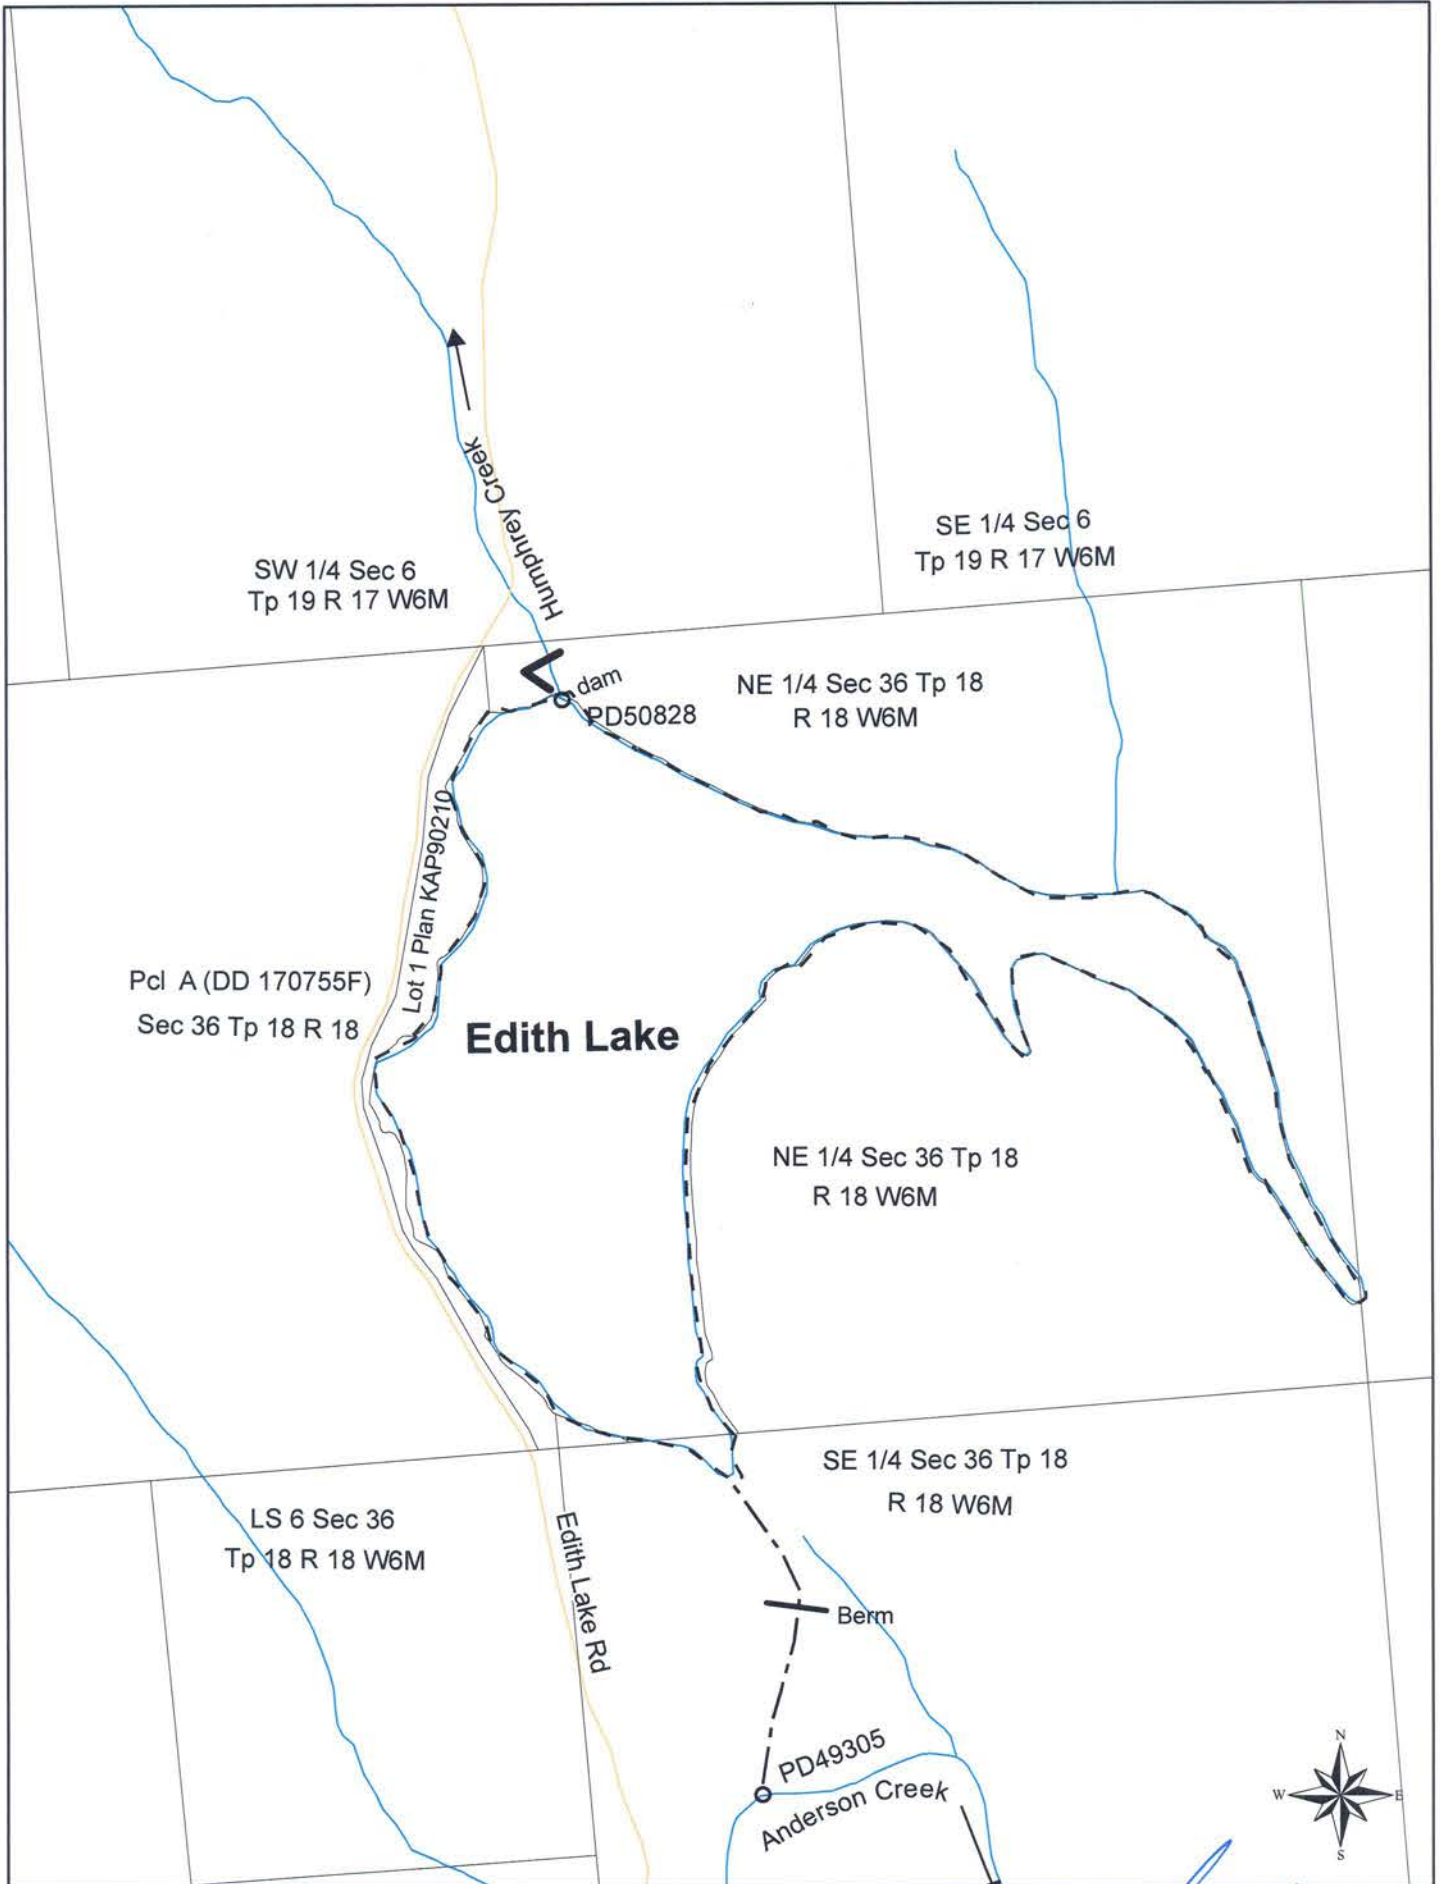 Humphrey Creek
SE 1/4 Sec 6
Tp 19 R 17 W6M
SW 1/4 Sec 6
Tp 19 R 17 W6M
dam
PD50828
NE 1/4 Sec 36 Tp 18
R 18 W6M
Lot 1 Plan KAP90210
Pcl A (DD 170755F)
Sec 36 Tp 18 R 18
Edith Lake
NE 1/4 Sec 36 Tp 18
R 18 W6M
SE 1/4 Sec 36 Tp 18
R 18 W6M
LS 6 Sec 36
Tp 18 R 18 W6M
Edith Lake Rd
Berm
PD49305
Anderson Creek
N
W
E
S